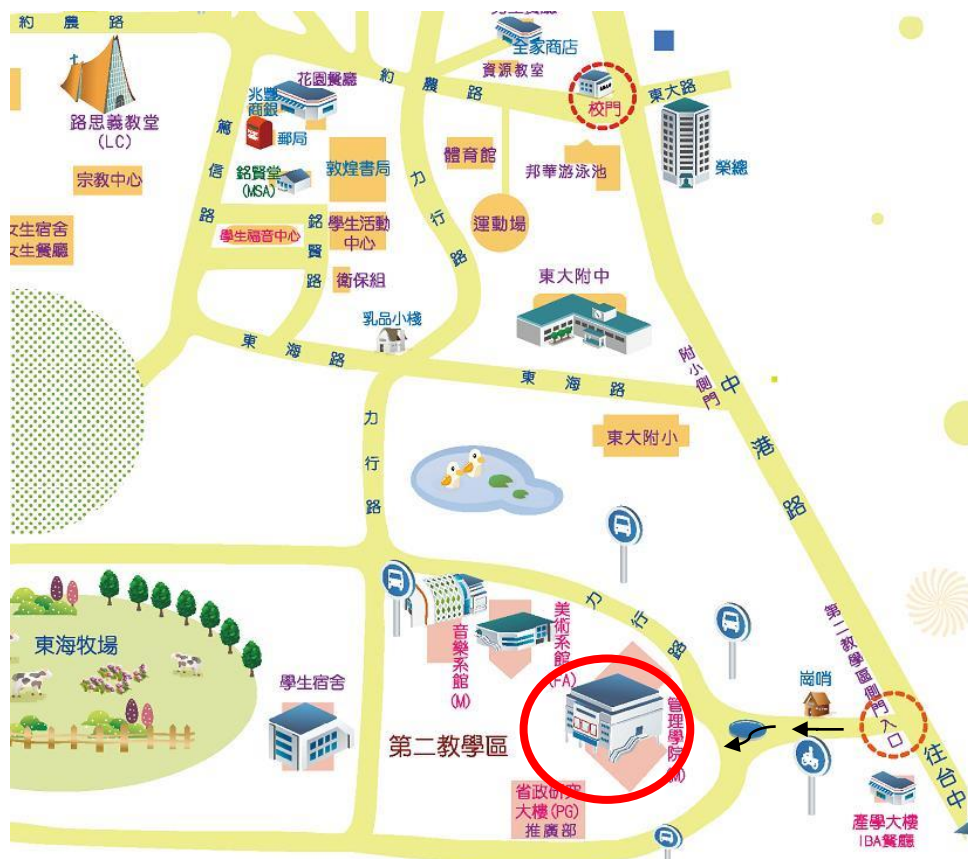 約農路
全家商店
資源教室
花園餐廳
兆豐
商銀
約農路
校門
東大路
路思義教堂
(LC)
郵局
篤信路
體育館
邦華游泳池
榮總
宗教中心
銘賢堂
(MSA)
敦煌書局
力行路
女生宿舍
女生餐廳
學生福音中心
銘賢路
學生活動
中心
運動場
衛保組
東大附中
乳品小棧
東海路
東海路
附小側門
中港路
力行路
東大附小
力行路
東海牧場
音樂系館(M)
美術系館(FA)
第二教學區側門入口
崗哨
學生宿舍
第二教學區
管理學院(M)
往台中
省政研究
大樓(PG)
推廣部
產學大樓
IBA餐廳